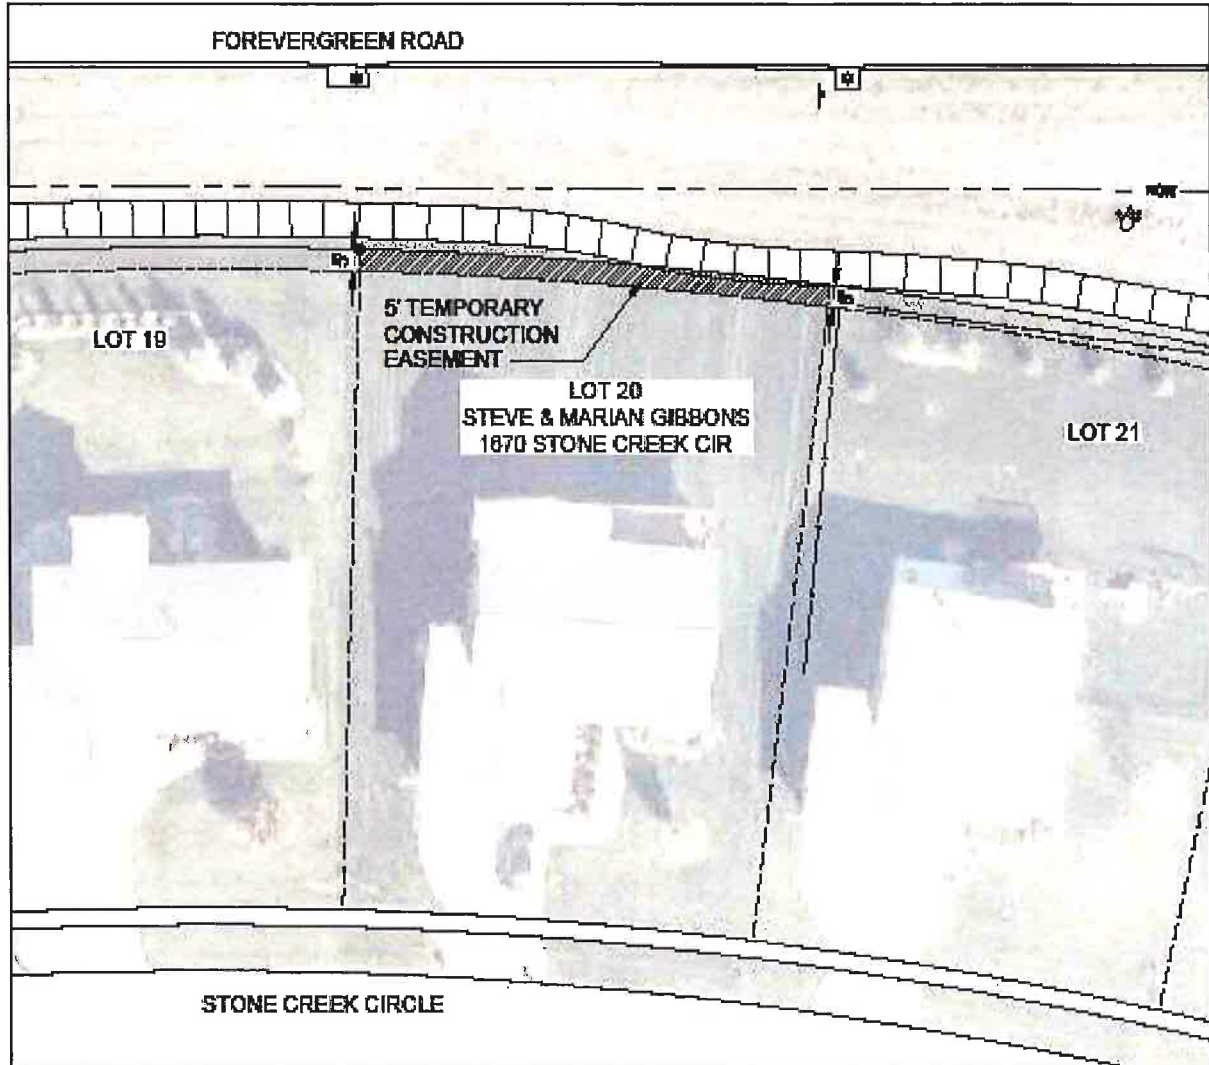 FOREVERGREEN ROAD
ROW
5' TEMPORARY
CONSTRUCTION
EASEMENT
LOT 19
LOT 20
STEVE & MARIAN GIBBONS
1670 STONE CREEK CIR
LOT 21
STONE CREEK CIRCLE